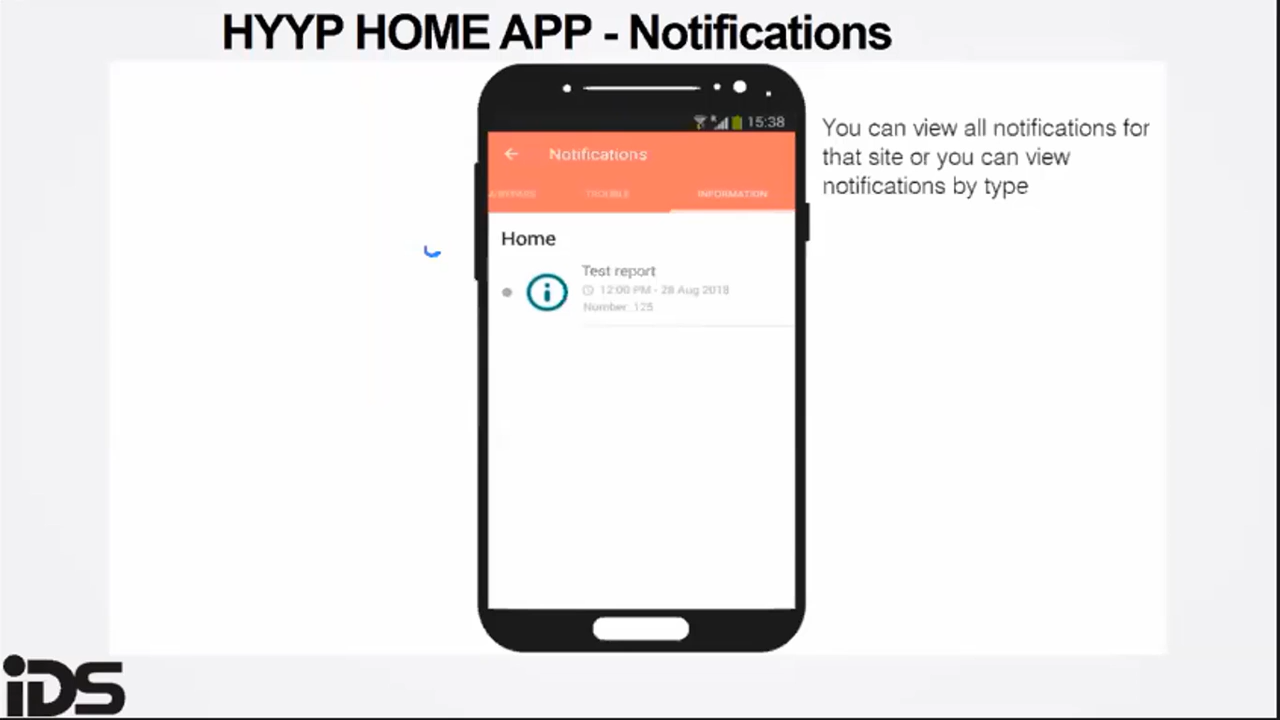 HYYP HOME APP - Notifications
15:38
You can view all notifications for
that site or you can view
notifications by type
Notifications
TROUBLE
INFORMATION
Home
Test report
12:00 PM - 28 Aug 2018
Number: 125
iDS